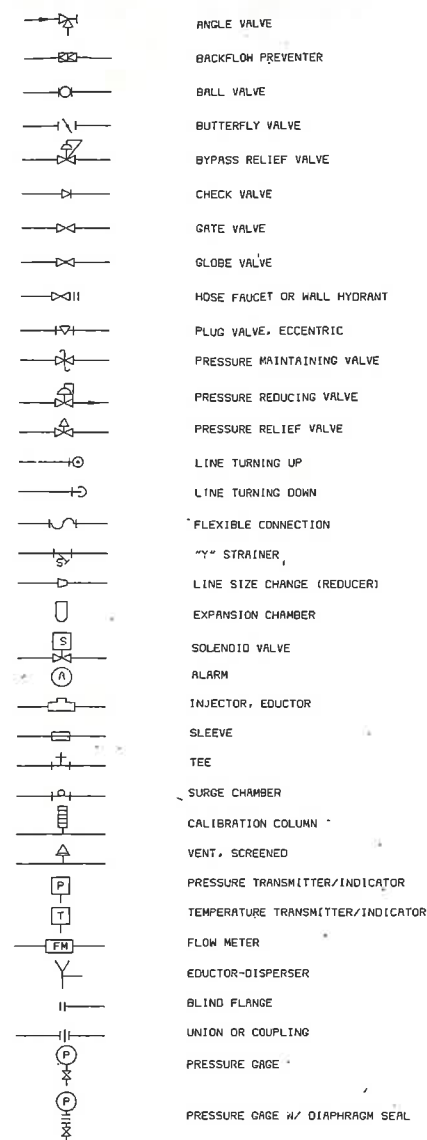 ANGLE VALVE
BACKFLOW PREVENTER
BALL VALVE
BUTTERFLY VALVE
BYPASS RELIEF VALVE
CHECK VALVE
GATE VALVE
GLOBE VALVE
HOSE FAUCET OR WALL HYDRANT
PLUG VALVE, ECCENTRIC
PRESSURE MAINTAINING VALVE
PRESSURE REDUCING VALVE
PRESSURE RELIEF VALVE
LINE TURNING UP
LINE TURNING DOWN
FLEXIBLE CONNECTION
S "Y" STRAINER
LINE SIZE CHANGE (REDUCER)
EXPANSION CHAMBER
S SOLENOID VALVE
A ALARM
INJECTOR, EDUCTOR
SLEEVE
TEE
SURGE CHAMBER
CALIBRATION COLUMN
VENT, SCREENED
P PRESSURE TRANSMITTER/INDICATOR
T TEMPERATURE TRANSMITTER/INDICATOR
FM FLOW METER
EDUCTOR-DISPERSER
BLIND FLANGE
UNION OR COUPLING
P PRESSURE GAGE
P PRESSURE GAGE W/ DIAPHRAGM SEAL